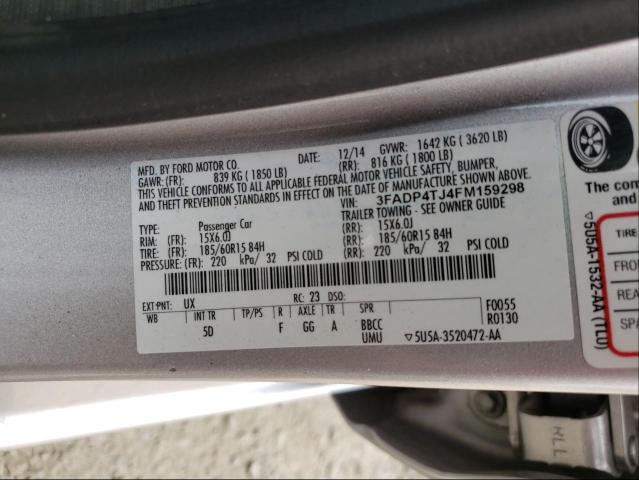 MFD. BY FORD MOTOR CO.
DATE: 12/14 GVWR: 1642 KG ( 3620 LB)
GAWR: (FR): 839 KG ( 1850 LB) (RR): 816 KG ( 1800 LB)
THIS VEHICLE CONFORMS TO ALL APPLICABLE FEDERAL MOTOR VEHICLE SAFETY, BUMPER,
AND THEFT PREVENTION STANDARDS IN EFFECT ON THE DATE OF MANUFACTURE SHOWN ABOVE.
VIN: 3FADP4TJ4FM159298
TYPE: Passenger Car TRAILER TOWING - SEE OWNER GUIDE
RIM: (FR): 15X6.0J (RR): 15X6.0J
TIRE: (FR): 185/60R15 84H (RR): 185/60R15 84H
PRESSURE: (FR): 220 kPa/ 32 PSI COLD (RR): 220 kPa/ 32 PSI COLD
EXT PNT: UX RC: 23 DSO:
WB INT TR TP/PS R AXLE TR SPR
5D F GG A BBCC
UMU
F0055
R0130
▽5U5A-3520472-AA
▽5U5A-1532-AA (TL0)
The con
a
TIRE
FRO
REA
SPA